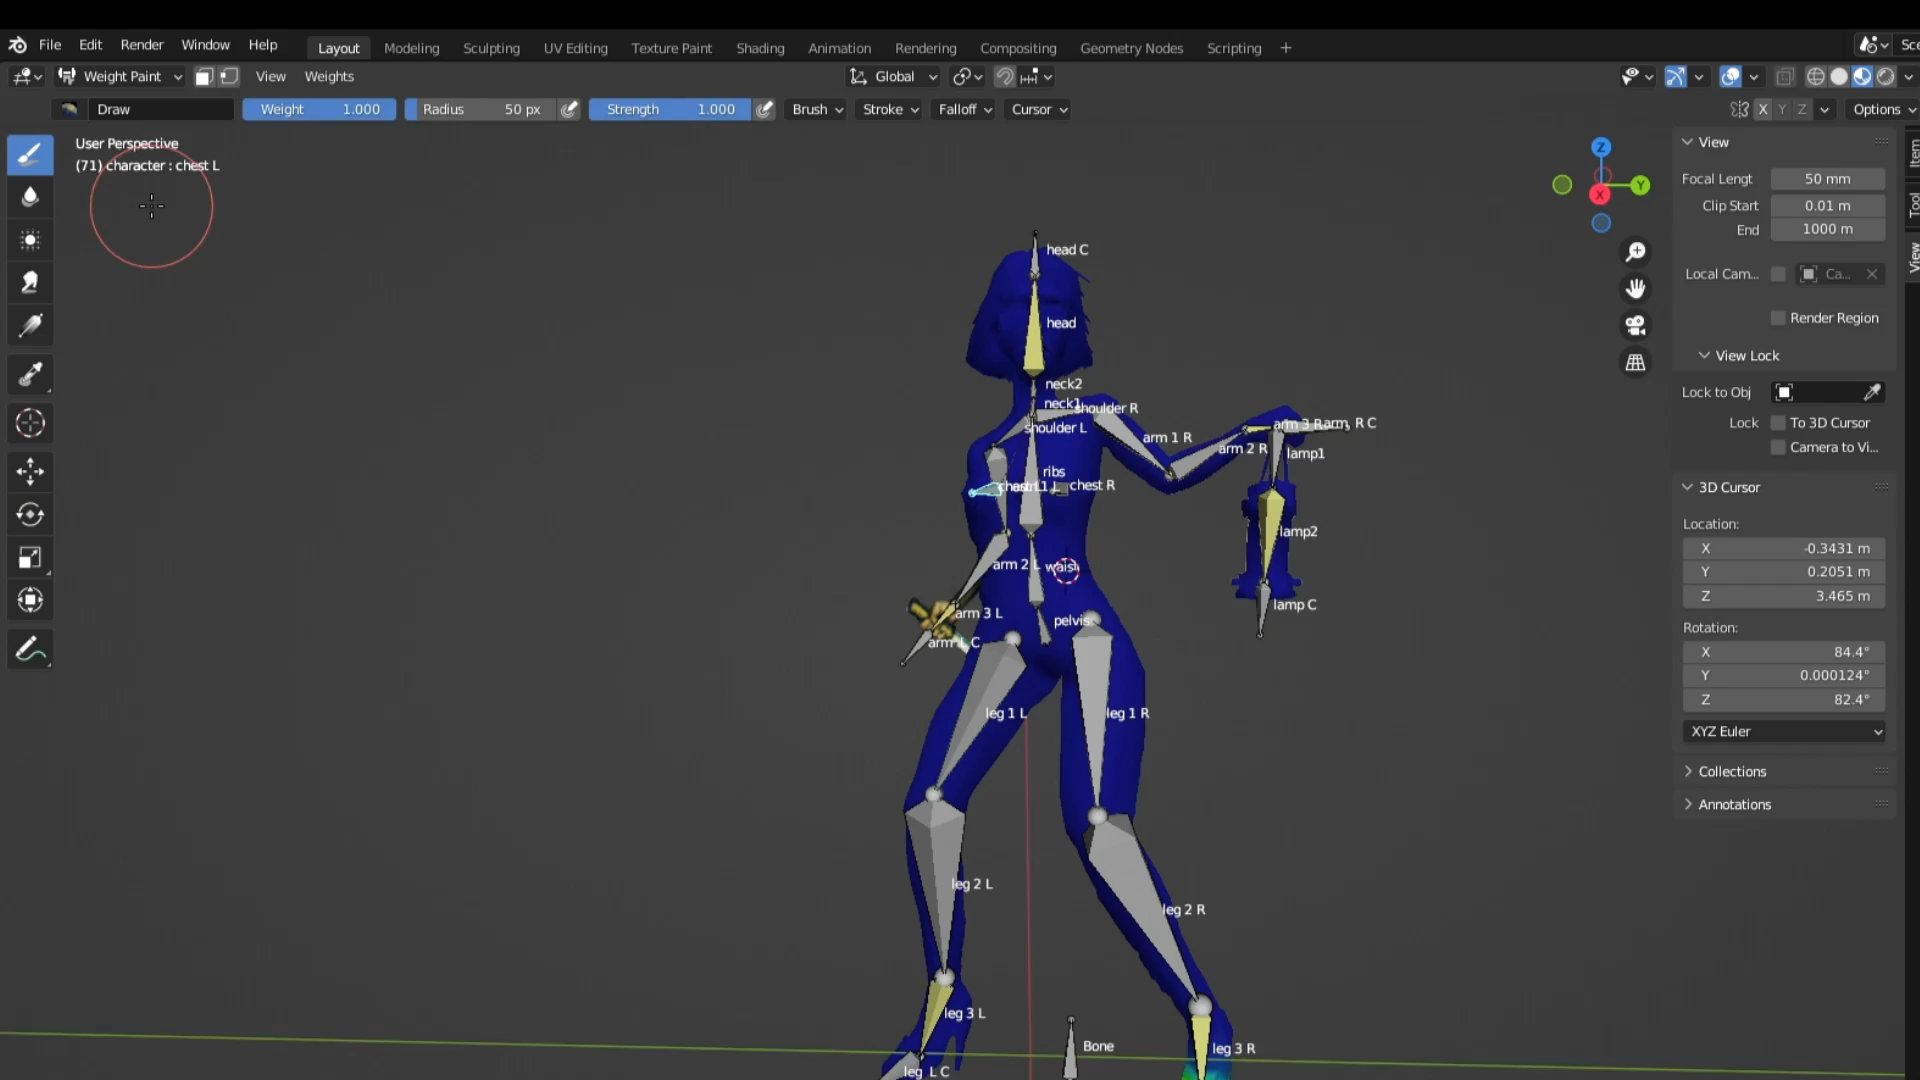 File Edit Render Window Help Layout Modeling Sculpting UV Editing Texture Paint Shading Animation Rendering Compositing Geometry Nodes Scripting + Sce
Weight Paint View Weights Global
Draw Weight 1.000 Radius 50 px Strength 1.000 Brush Stroke Falloff Cursor X Y Z Options
User Perspective
(71) character : chest L
Z
Y
X
head C
head
neck2
neck1
shoulder R
shoulder L
arm 1 R
arm 2 R
arm 3 R
R C
lamp1
ribs
chest R
lamp2
arm 2 L
waist
lamp C
arm 3 L
pelvis
leg 1 L
leg 1 R
leg 2 L
leg 2 R
leg 3 L
Bone
leg 3 R
leg L C
View
Focal Lengt 50 mm
Clip Start 0.01 m
End 1000 m
Local Cam... Ca...
Render Region
View Lock
Lock to Obj
Lock To 3D Cursor
Camera to Vi...
3D Cursor
Location:
X -0.3431 m
Y 0.2051 m
Z 3.465 m
Rotation:
X 84.4°
Y 0.000124°
Z 82.4°
XYZ Euler
Collections
Annotations
Item
Tool
View